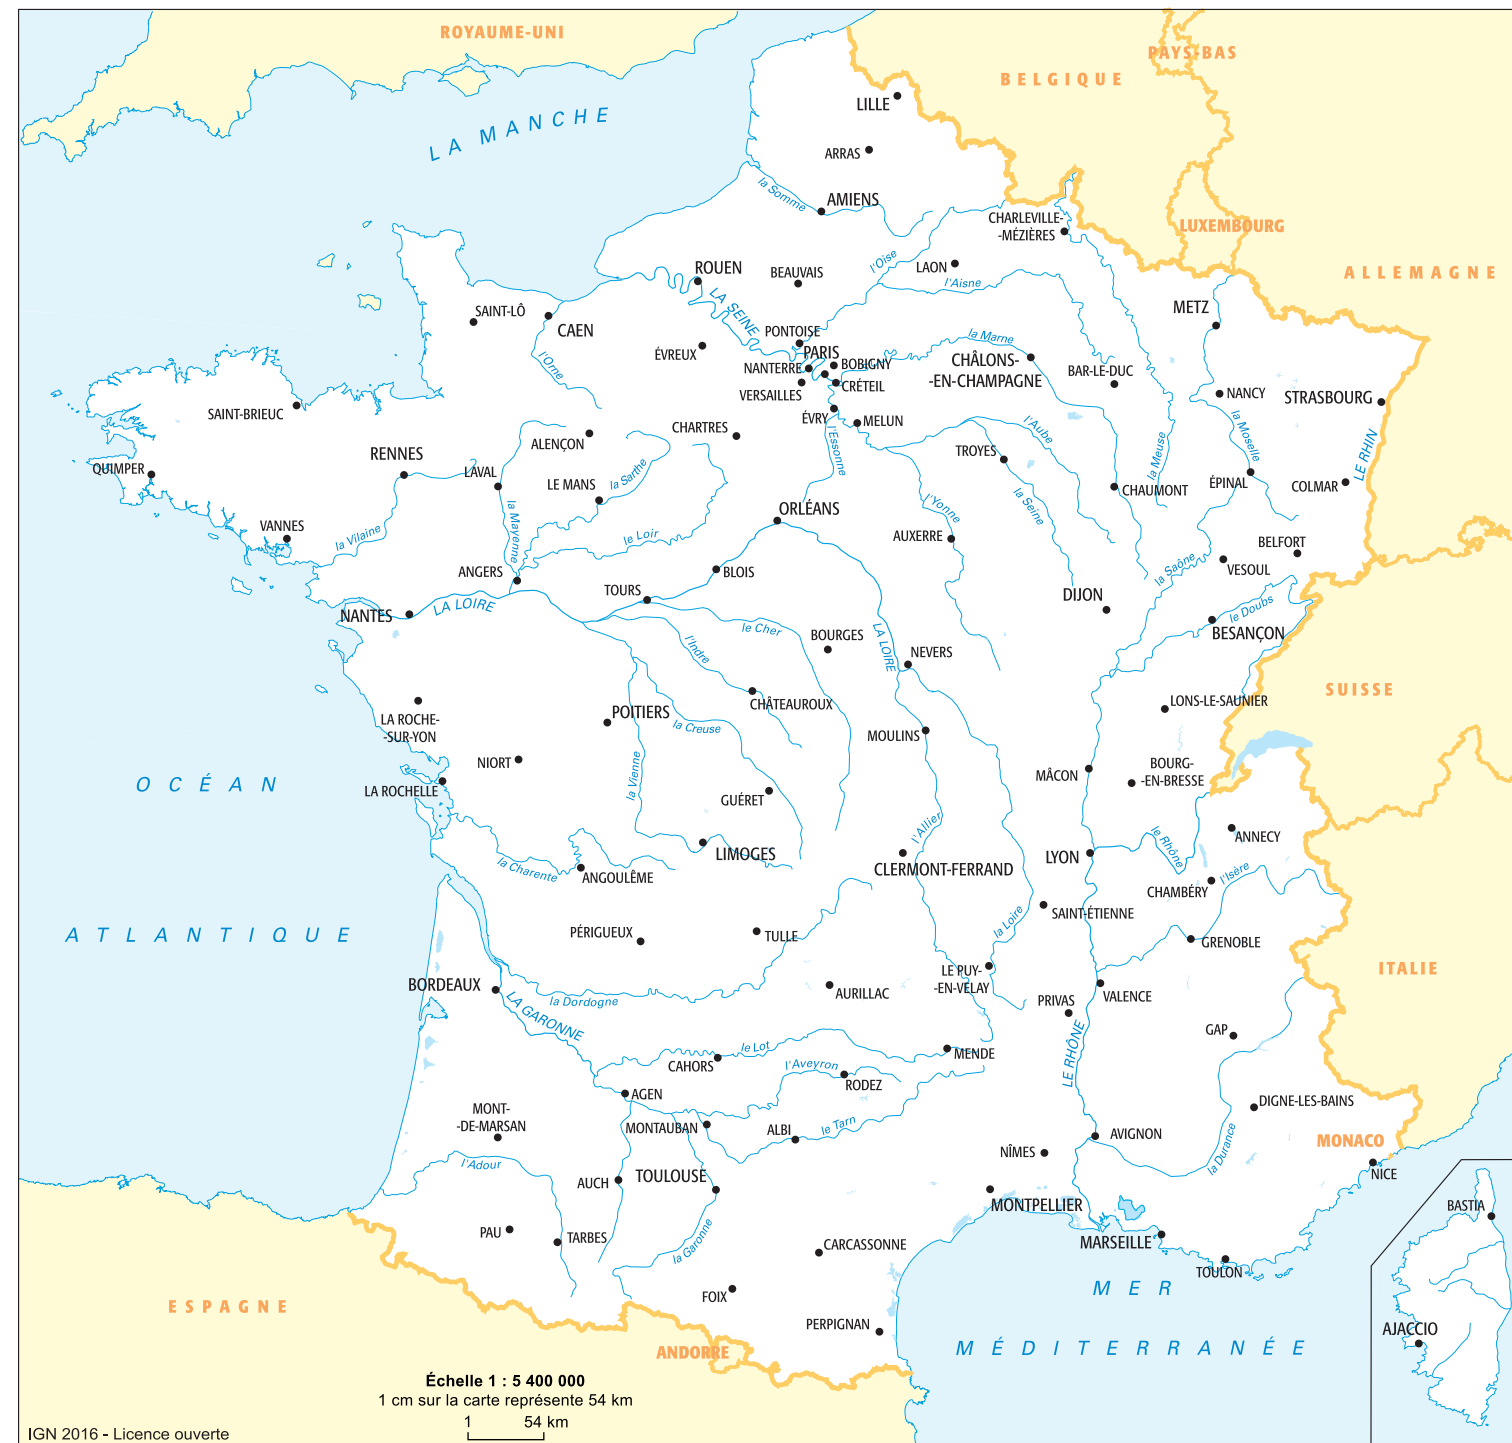 ROYAUME-UNI
PAYS-BAS
BELGIQUE
LILLE
LA MANCHE
ARRAS
la Somme
AMIENS
CHARLEVILLE-
-MÉZIÈRES
LUXEMBOURG
l'Oise
LAON
ROUEN
BEAUVAIS
ALLEMAGNE
l'Aisne
LA SEINE
METZ
SAINT-LÔ
CAEN
PONTOISE
la Marne
PARIS
ÉVREUX
BOBIGNY
CHÂLONS-
-EN-CHAMPAGNE
NANTERRE
BAR-LE-DUC
l'Orne
CRÉTEIL
VERSAILLES
NANCY
STRASBOURG
SAINT-BRIEUC
ÉVRY
MELUN
CHARTRES
l'Aube
la Moselle
ALENÇON
l'Essonne
TROYES
RENNES
la Meuse
LE RHIN
QUIMPER
LAVAL
la Sarthe
LE MANS
ÉPINAL
COLMAR
CHAUMONT
la Seine
l'Yonne
ORLÉANS
VANNES
la Vilaine
la Mayenne
le Loir
AUXERRE
BELFORT
la Saône
VESOUL
ANGERS
BLOIS
TOURS
DIJON
LA LOIRE
NANTES
le Doubs
le Cher
BOURGES
BESANÇON
LA LOIRE
l'Indre
NEVERS
SUISSE
LONS-LE-SAUNIER
CHÂTEAUROUX
POITIERS
LA ROCHE-
-SUR-YON
la Creuse
MOULINS
NIORT
BOURG-
-EN-BRESSE
MÂCON
OCÉAN
la Vienne
LA ROCHELLE
GUÉRET
l'Allier
ANNECY
le Rhône
LIMOGES
LYON
CLERMONT-FERRAND
la Charente
ANGOULÊME
l'Isère
CHAMBÉRY
SAINT-ÉTIENNE
la Loire
ATLANTIQUE
PÉRIGUEUX
TULLE
GRENOBLE
ITALIE
LE PUY-
-EN-VELAY
BORDEAUX
AURILLAC
VALENCE
PRIVAS
la Dordogne
LA GARONNE
GAP
le Lot
MENDE
LE RHÔNE
CAHORS
l'Aveyron
RODEZ
AGEN
DIGNE-LES-BAINS
MONT-
-DE-MARSAN
MONTAUBAN
ALBI
le Tarn
AVIGNON
MONACO
la Durance
NÎMES
l'Adour
NICE
AUCH
TOULOUSE
MONTPELLIER
BASTIA
PAU
TARBES
la Garonne
CARCASSONNE
MARSEILLE
TOULON
MER
FOIX
ESPAGNE
PERPIGNAN
AJACCIO
MÉDITERRANÉE
ANDORRE
Échelle 1 : 5 400 000
1 cm sur la carte représente 54 km
1 54 km
IGN 2016 - Licence ouverte